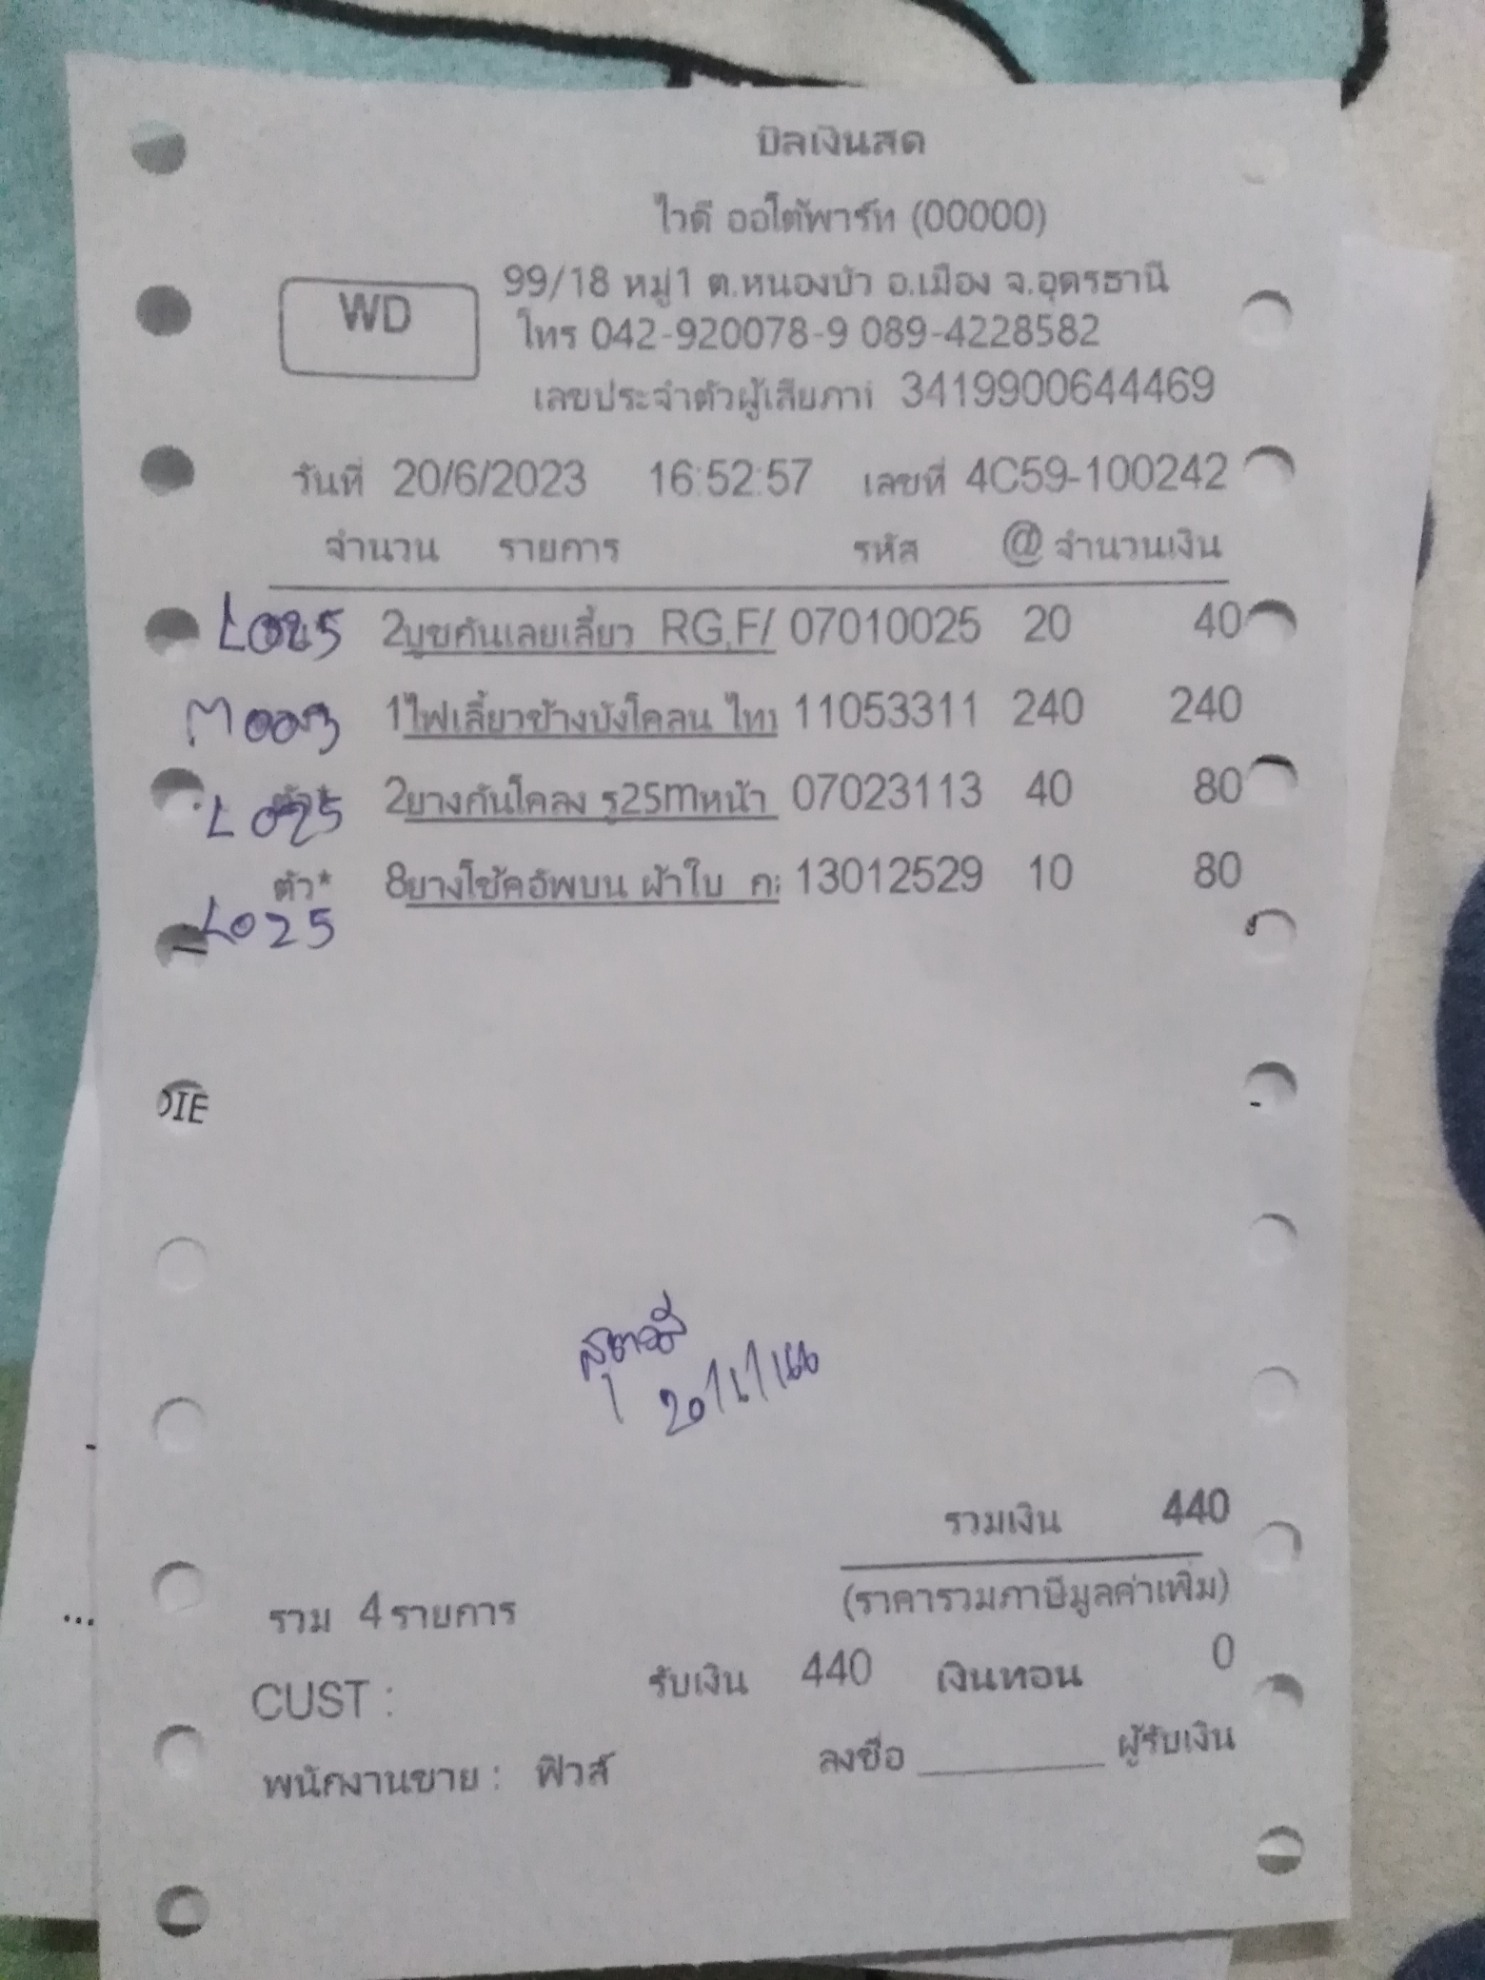 บิลเงินสด
ไวดี ออโต้พาร์ท (00000)
WD
99/18 หมู่1 ต.หนองบัว อ.เมือง จ.อุดรธานี
โทร 042-920078-9 089-4228582
เลขประจำตัวผู้เสียภาษี 3419900644469
วันที่ 20/6/2023 16:52:57 เลขที่ 4C59-100242
จำนวน รายการ รหัส @ จำนวนเงิน
L025 2 บูชคันเลยเลี้ยว RG,F/ 07010025 20 40
M003 1 ไฟเลี้ยวข้างบังโคลน ไท 11053311 240 240
L025 2 ยางกันโคลง รู25mหน้า 07023113 40 80
ตัว* 8 ยางโช้คอัพบน ผ้าใบ 13012529 10 80
L025
DIE
20/6/66
รวมเงิน 440
(ราคารวมภาษีมูลค่าเพิ่ม)
รวม 4 รายการ
CUST : รับเงิน 440 เงินทอน 0
พนักงานขาย : ฟิวส์ ลงชื่อ ________ ผู้รับเงิน